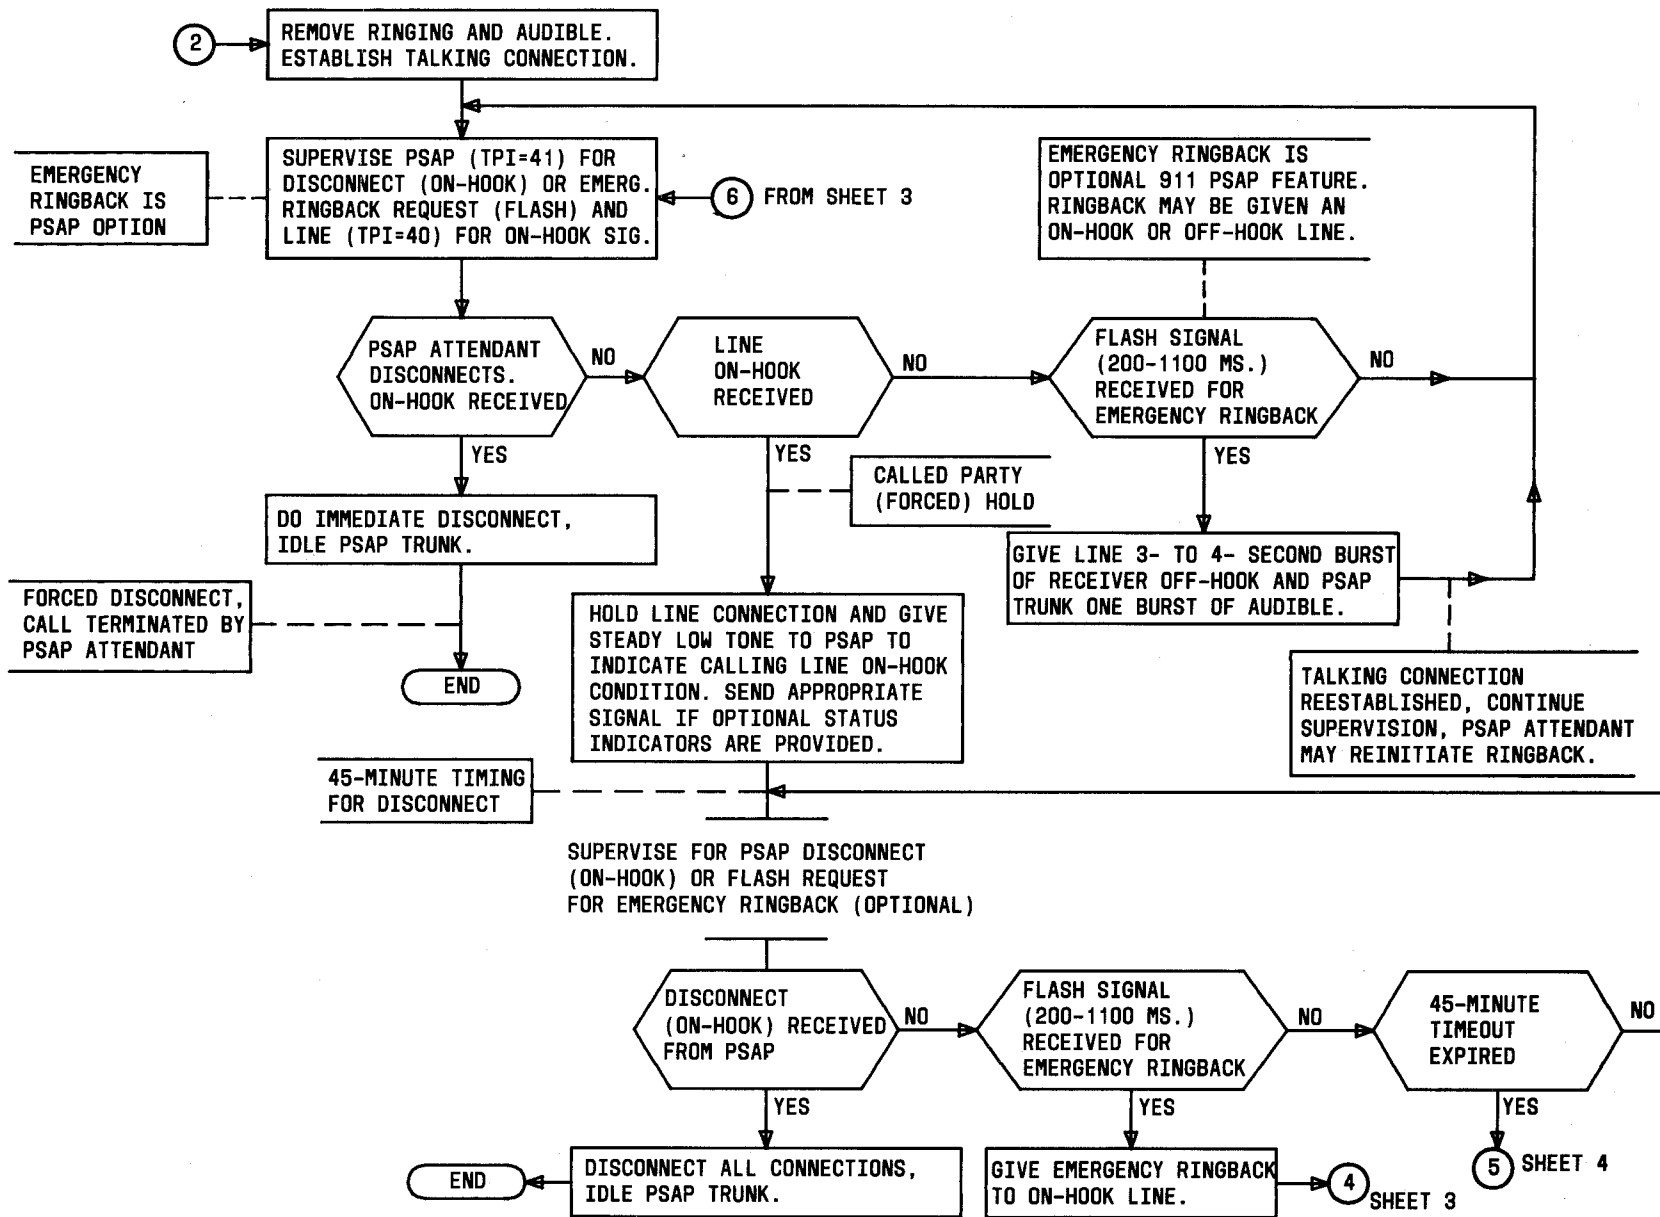 2
REMOVE RINGING AND AUDIBLE.
ESTABLISH TALKING CONNECTION.
EMERGENCY
RINGBACK IS
PSAP OPTION
SUPERVISE PSAP (TPI=41) FOR
DISCONNECT (ON-HOOK) OR EMERG.
RINGBACK REQUEST (FLASH) AND
LINE (TPI=40) FOR ON-HOOK SIG.
6
FROM SHEET 3
EMERGENCY RINGBACK IS
OPTIONAL 911 PSAP FEATURE.
RINGBACK MAY BE GIVEN AN
ON-HOOK OR OFF-HOOK LINE.
PSAP ATTENDANT
DISCONNECTS.
ON-HOOK RECEIVED
NO
YES
LINE
ON-HOOK
RECEIVED
NO
YES
FLASH SIGNAL
(200-1100 MS.)
RECEIVED FOR
EMERGENCY RINGBACK
NO
YES
CALLED PARTY
(FORCED) HOLD
DO IMMEDIATE DISCONNECT,
IDLE PSAP TRUNK.
GIVE LINE 3- TO 4- SECOND BURST
OF RECEIVER OFF-HOOK AND PSAP
TRUNK ONE BURST OF AUDIBLE.
FORCED DISCONNECT,
CALL TERMINATED BY
PSAP ATTENDANT
END
HOLD LINE CONNECTION AND GIVE
STEADY LOW TONE TO PSAP TO
INDICATE CALLING LINE ON-HOOK
CONDITION. SEND APPROPRIATE
SIGNAL IF OPTIONAL STATUS
INDICATORS ARE PROVIDED.
TALKING CONNECTION
REESTABLISHED, CONTINUE
SUPERVISION, PSAP ATTENDANT
MAY REINITIATE RINGBACK.
45-MINUTE TIMING
FOR DISCONNECT
SUPERVISE FOR PSAP DISCONNECT
(ON-HOOK) OR FLASH REQUEST
FOR EMERGENCY RINGBACK (OPTIONAL)
DISCONNECT
(ON-HOOK) RECEIVED
FROM PSAP
NO
YES
FLASH SIGNAL
(200-1100 MS.)
RECEIVED FOR
EMERGENCY RINGBACK
NO
YES
45-MINUTE
TIMEOUT
EXPIRED
NO
YES
END
DISCONNECT ALL CONNECTIONS,
IDLE PSAP TRUNK.
GIVE EMERGENCY RINGBACK
TO ON-HOOK LINE.
4
SHEET 3
5
SHEET 4